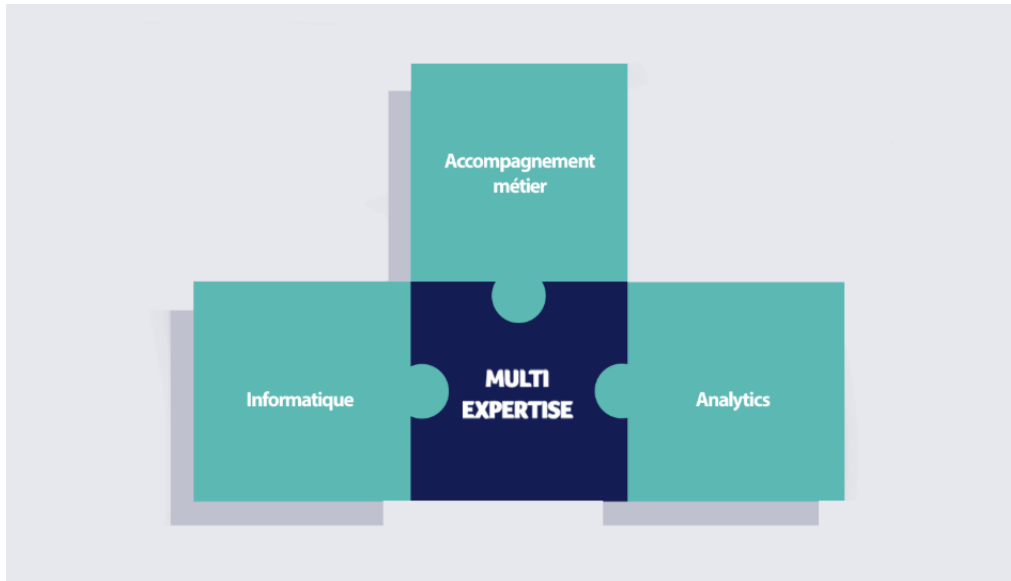 Accompagnement
métier
Informatique
MULTI
EXPERTISE
Analytics